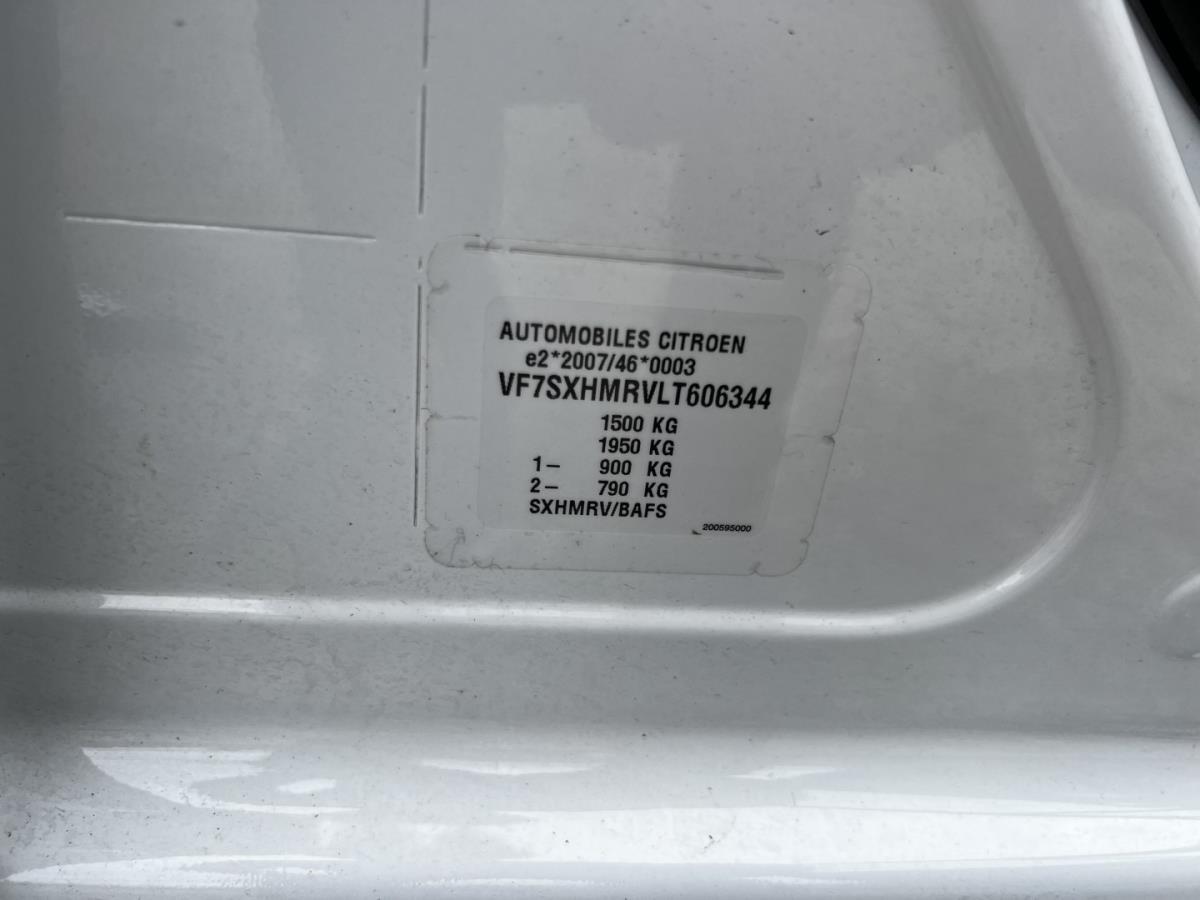 AUTOMOBILES CITROEN
e2*2007/46*0003
VF7SXHMRVLT606344
1500 KG
1950 KG
1– 900 KG
2– 790 KG
SXHMRV/BAFS
200595000